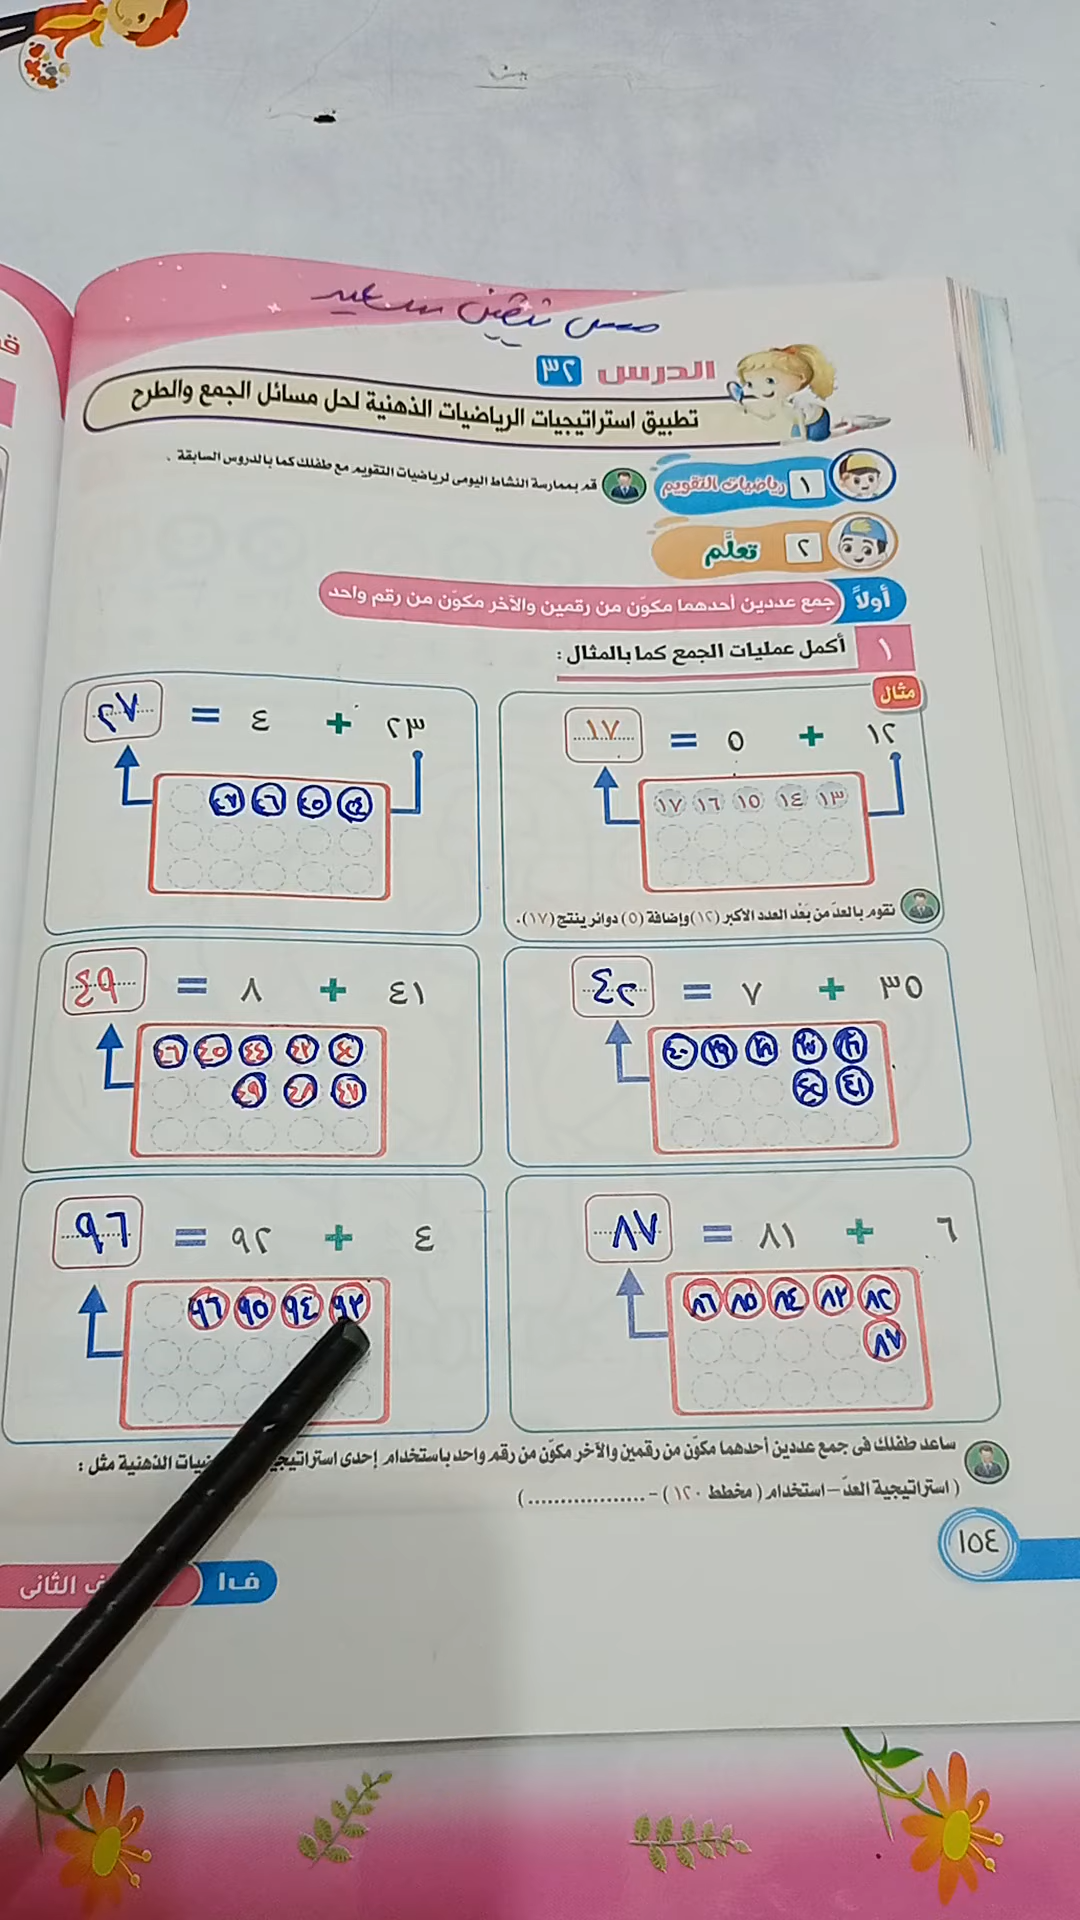 مس تقين سعيد
الدرس ٣٢
تطبيق استراتيجيات الرياضيات الذهنية لحل مسائل الجمع والطرح
١ رياضيات التقويم
قم بممارسة النشاط اليومى لرياضيات التقويم مع طفلك كما بالدروس السابقة .
٢ تعلَّم
أولاً جمع عددين أحدهما مكوّن من رقمين والآخر مكوّن من رقم واحد
١ أكمل عمليات الجمع كما بالمثال :
مثال
١٢ + ٥ = ١٧
١٣ ١٤ ١٥ ١٦ ١٧
نقوم بالعدّ من بَعْد العدد الأكبر (١٢) وإضافة (٥) دوائر ينتج (١٧).
٢٣ + ٤ = ٢٧
٢٤ ٢٥ ٢٦ ٢٧
٣٥ + ٧ = ٤٢
٣٦ ٣٧ ٣٨ ٣٩ ٤٠
٤١ ٤٢
٤١ + ٨ = ٤٩
٤٢ ٤٣ ٤٤ ٤٥ ٤٦
٤٧ ٤٨ ٤٩
٦ + ٨١ = ٨٧
٨٢ ٨٣ ٨٤ ٨٥ ٨٦
٨٧
٤ + ٩٢ = ٩٦
٩٣ ٩٤ ٩٥ ٩٦
ساعد طفلك فى جمع عددين أحدهما مكوّن من رقمين والآخر مكوّن من رقم واحد باستخدام إحدى استراتيجي يات الذهنية مثل :
( استراتيجية العدّ – استخدام ( مخطط ١٢٠ ) - .................. )
١٥٤
ف١
ف الثانى